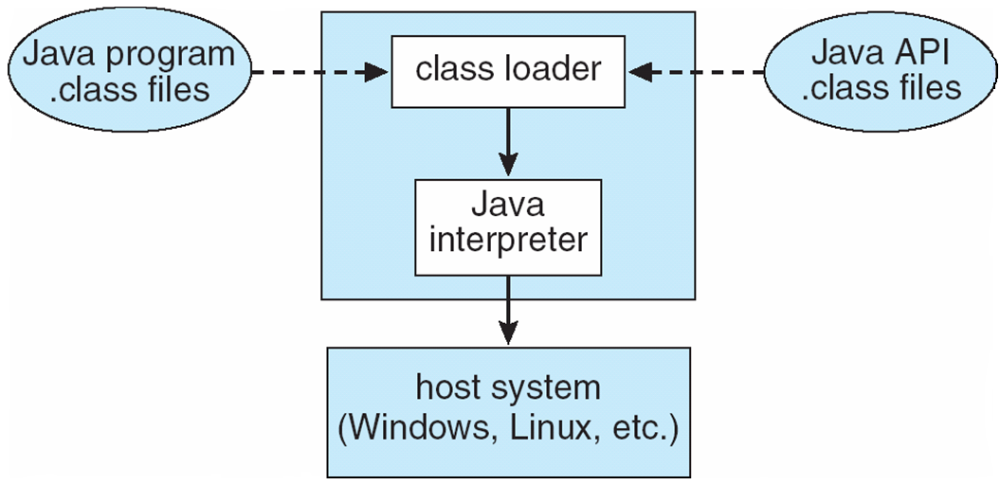 Java program
.class files
class loader
Java API
.class files
Java
interpreter
host system
(Windows, Linux, etc.)